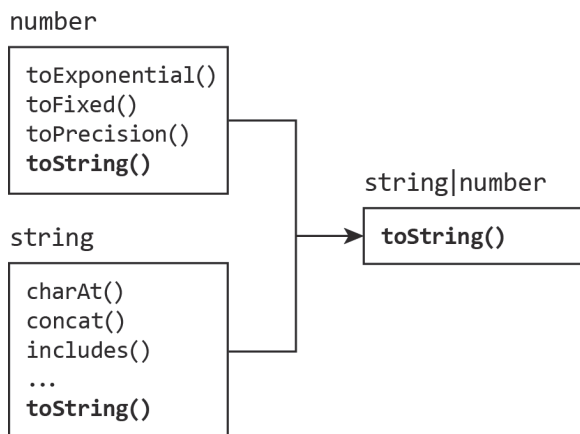 number
toExponential()
toFixed()
toPrecision()
toString()
string
charAt()
concat()
includes()
...
toString()
string|number
toString()